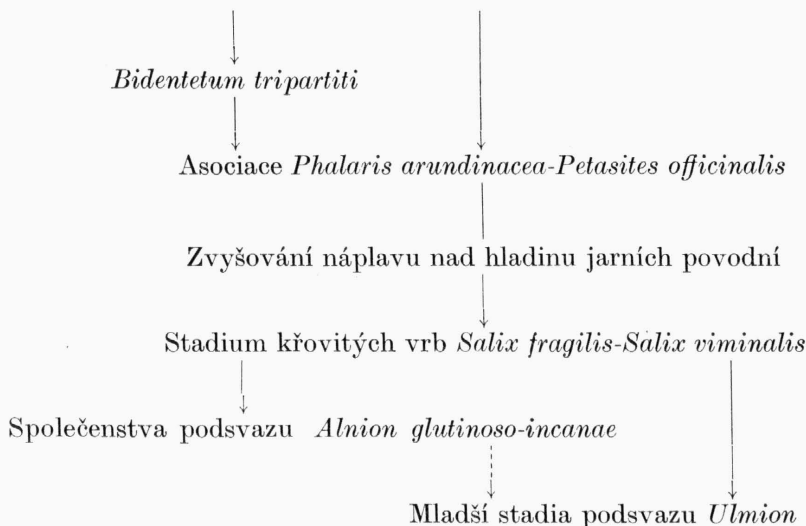 Bidentetum tripartiti
Asociace Phalaris arundinacea-Petasites officinalis
Zvyšování náplavu nad hladinu jarních povodní
Stadium křovitých vrb Salix fragilis-Salix viminalis
Společenstva podsvazu Alnion glutinoso-incanae
Mladší stadia podsvazu Ulmion